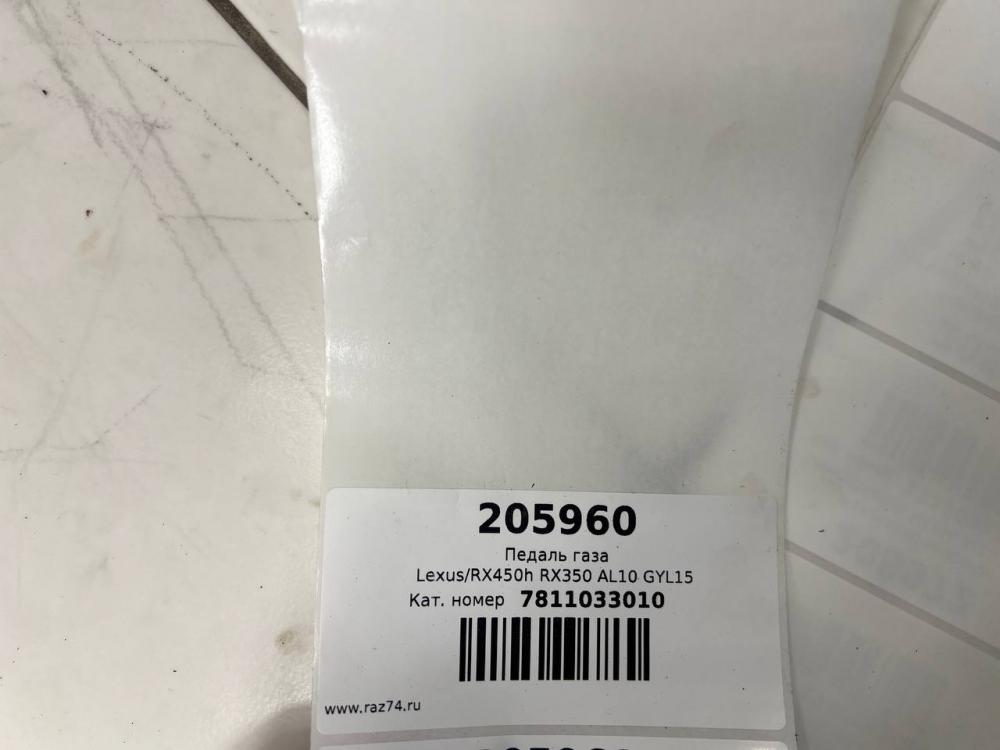 205960
Педаль газа
Lexus/RX450h RX350 AL10 GYL15
Кат. номер 7811033010
www.raz74.ru